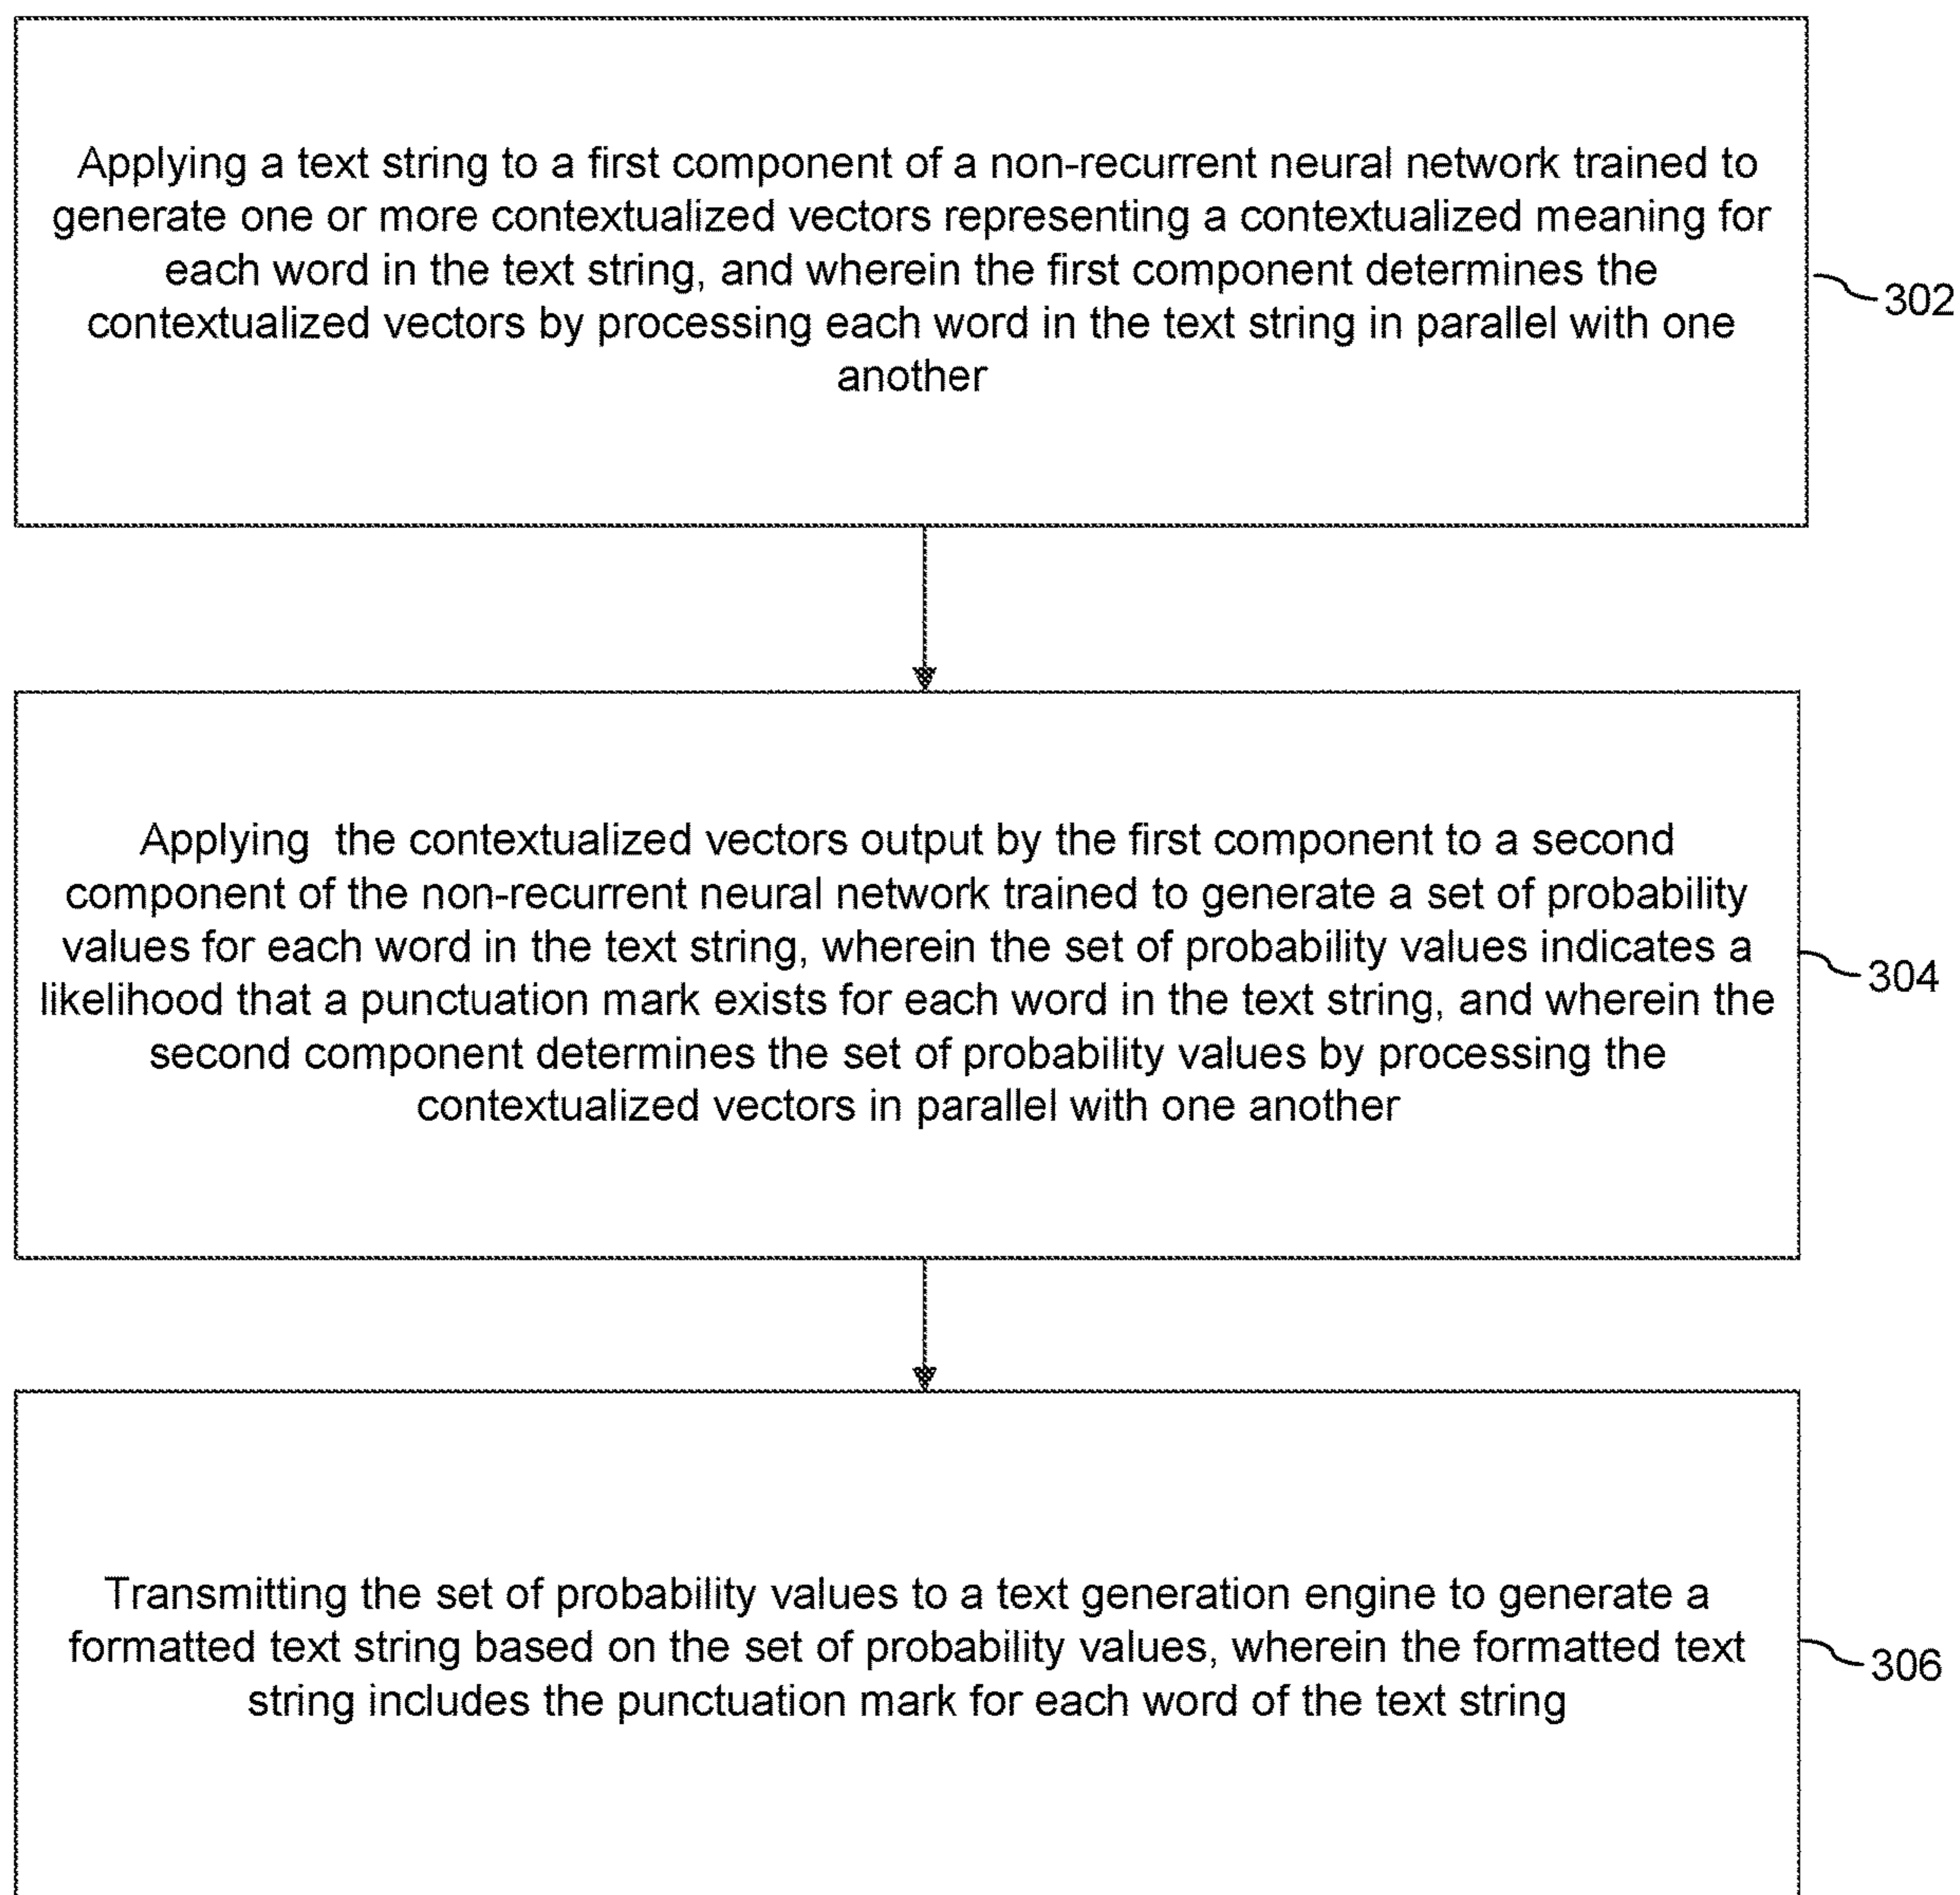 Applying a text string to a first component of a non-recurrent neural network trained to
generate one or more contextualized vectors representing a contextualized meaning for
each word in the text string, and wherein the first component determines the
contextualized vectors by processing each word in the text string in parallel with one
another
302
Applying the contextualized vectors output by the first component to a second
component of the non-recurrent neural network trained to generate a set of probability
values for each word in the text string, wherein the set of probability values indicates a
likelihood that a punctuation mark exists for each word in the text string, and wherein the
second component determines the set of probability values by processing the
contextualized vectors in parallel with one another
304
Transmitting the set of probability values to a text generation engine to generate a
formatted text string based on the set of probability values, wherein the formatted text
string includes the punctuation mark for each word of the text string
306